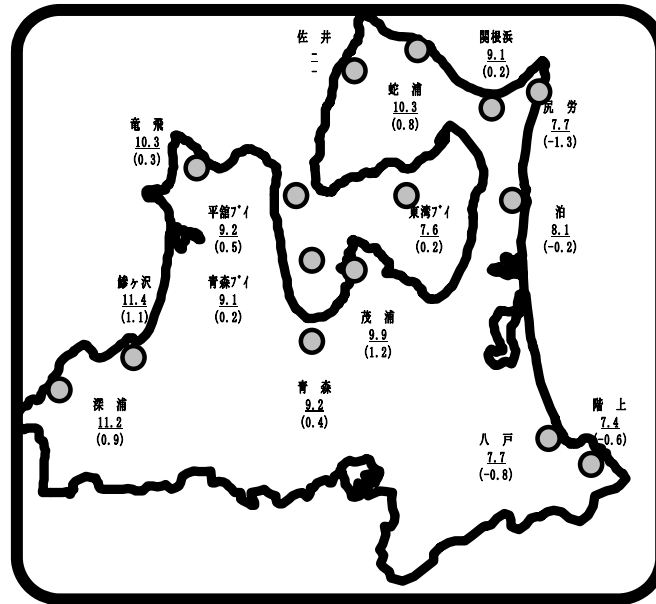 佐 井
-
-
関根浜
9.1
(0.2)
蛇 浦
10.3
(0.8)
尻労
7.7
(-1.3)
竜 飛
10.3
(0.3)
平舘ブイ
9.2
(0.5)
東湾ブイ
7.6
(0.2)
泊
8.1
(-0.2)
鰺ヶ沢
11.4
(1.1)
青森ブイ
9.1
(0.2)
茂 浦
9.9
(1.2)
深 浦
11.2
(0.9)
青 森
9.2
(0.4)
階 上
7.4
(-0.6)
八 戸
7.7
(-0.8)